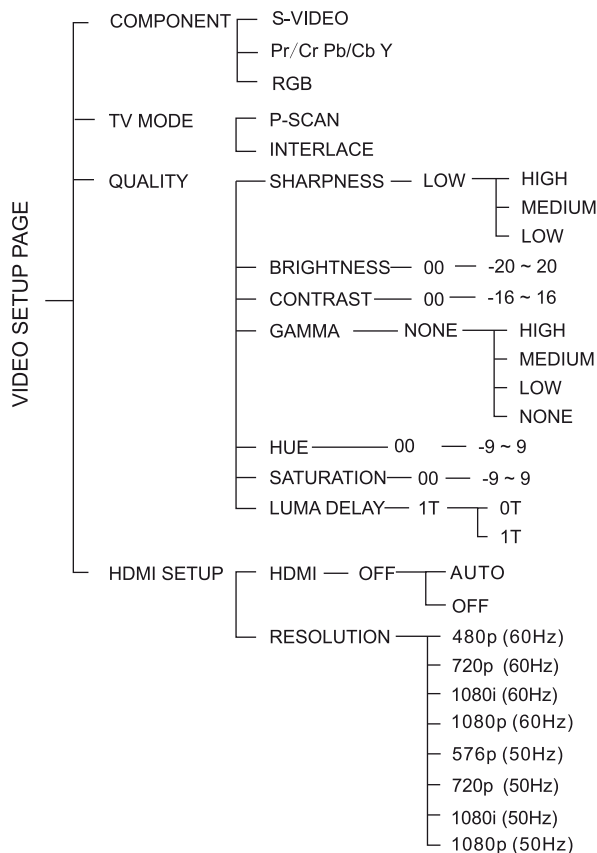 VIDEO SETUP PAGE
COMPONENT S-VIDEO
Pr/Cr Pb/Cb Y
RGB
TV MODE P-SCAN
INTERLACE
QUALITY SHARPNESS LOW HIGH
MEDIUM
LOW
BRIGHTNESS 00 -20 ~ 20
CONTRAST 00 -16 ~ 16
GAMMA NONE HIGH
MEDIUM
LOW
NONE
HUE 00 -9 ~ 9
SATURATION 00 -9 ~ 9
LUMA DELAY 1T 0T
1T
HDMI SETUP HDMI OFF AUTO
OFF
RESOLUTION 480p (60Hz)
720p (60Hz)
1080i (60Hz)
1080p (60Hz)
576p (50Hz)
720p (50Hz)
1080i (50Hz)
1080p (50Hz)